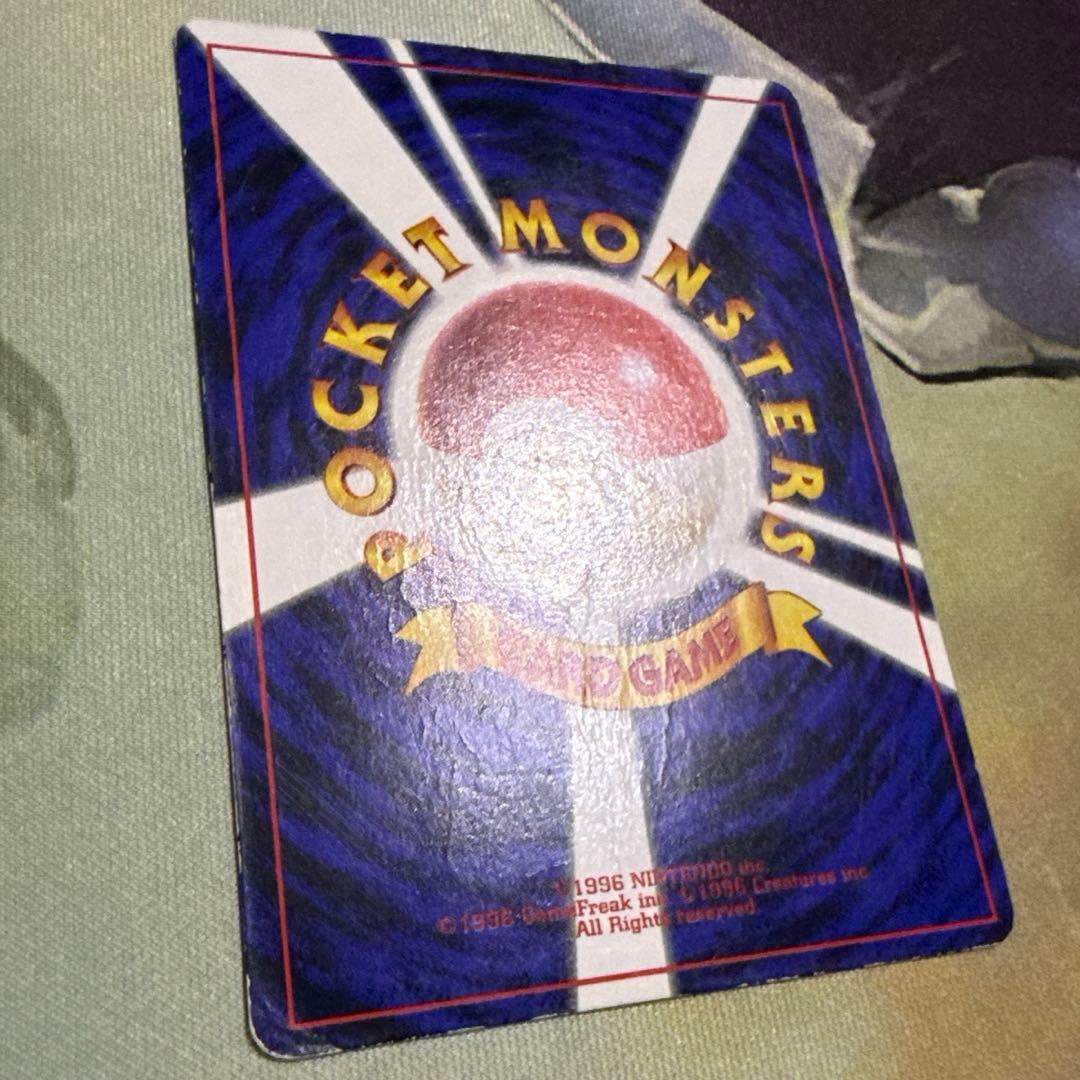 POCKET MONSTERS
CARD GAME
©1996 NINTENDO inc.
©1996 GameFreak inc. ©1996 Creatures inc.
All Rights reserved.